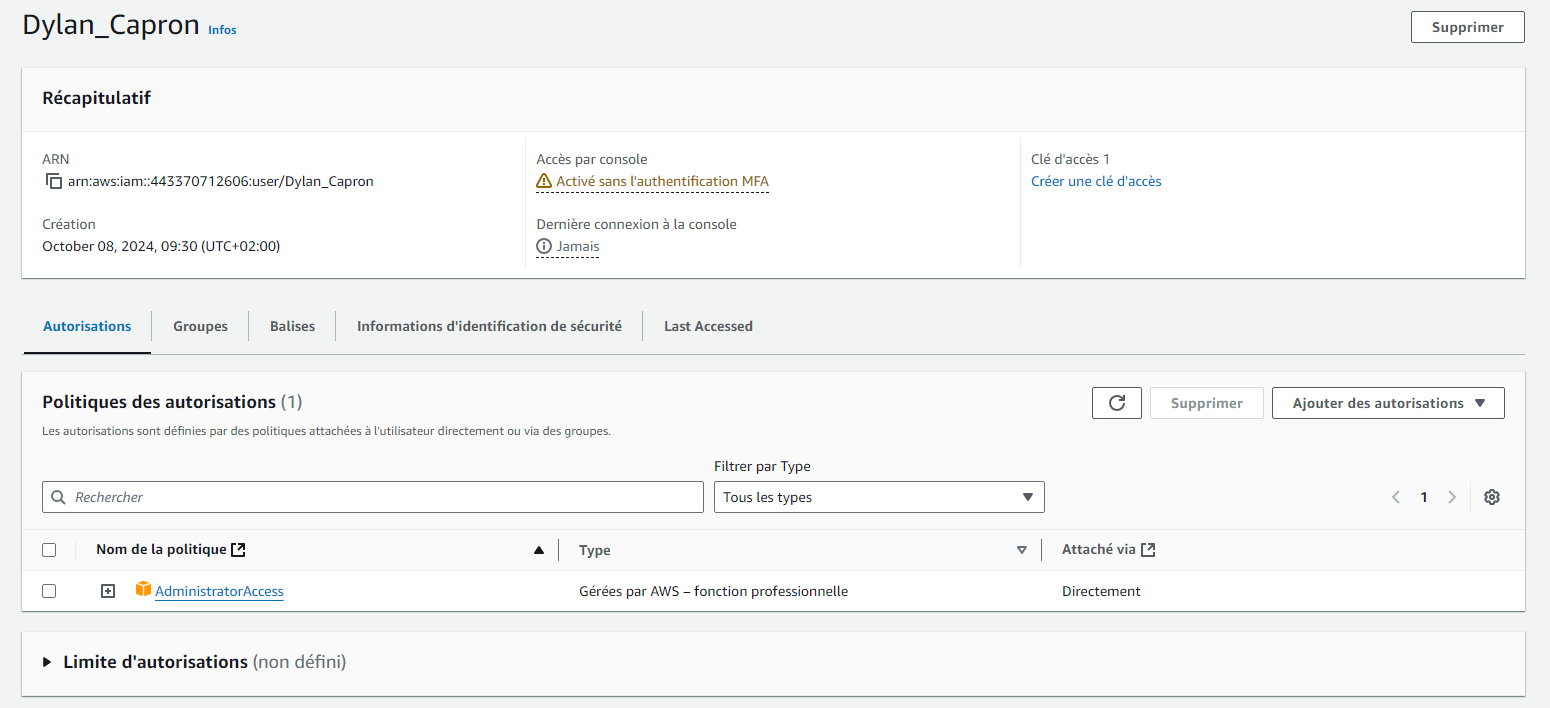 Dylan_Capron Infos
Supprimer
Récapitulatif
ARN
arn:aws:iam::443370712606:user/Dylan_Capron
Création
October 08, 2024, 09:30 (UTC+02:00)
Accès par console
Activé sans l'authentification MFA
Dernière connexion à la console
Jamais
Clé d'accès 1
Créer une clé d'accès
Autorisations Groupes Balises Informations d'identification de sécurité Last Accessed
Politiques des autorisations (1)
Supprimer Ajouter des autorisations
Les autorisations sont définies par des politiques attachées à l'utilisateur directement ou via des groupes.
Filtrer par Type
Rechercher Tous les types 1
Nom de la politique Type Attaché via
AdministratorAccess Gérées par AWS – fonction professionnelle Directement
Limite d'autorisations (non défini)